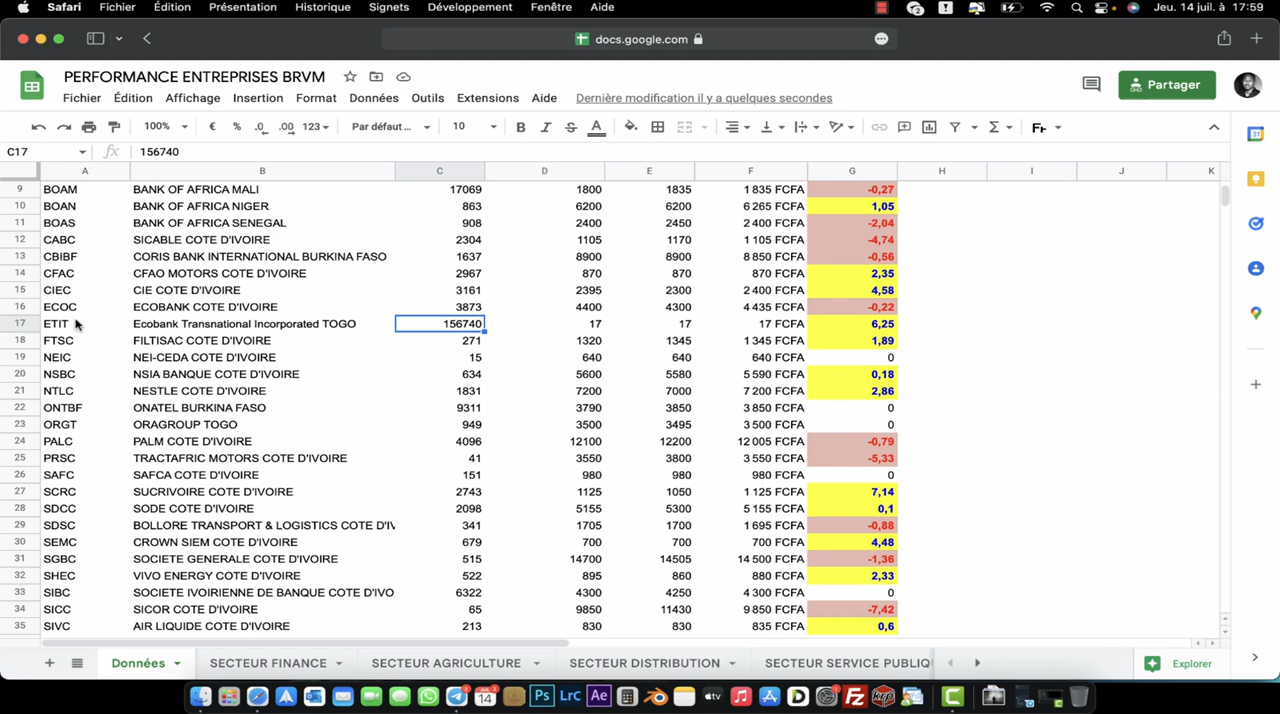 Safari Fichier Édition Présentation Historique Signets Développement Fenêtre Aide 2 Jeu. 14 juil. à 17:59
docs.google.com
PERFORMANCE ENTREPRISES BRVM
Fichier Édition Affichage Insertion Format Données Outils Extensions Aide Dernière modification il y a quelques secondes
Partager
100% € % .0 .00 123 Par défaut ... 10 B I S A
C17 fx 156740
A B C D E F G H I J K
9 BOAM BANK OF AFRICA MALI 17069 1800 1835 1 835 FCFA -0,27
10 BOAN BANK OF AFRICA NIGER 863 6200 6200 6 265 FCFA 1,05
11 BOAS BANK OF AFRICA SENEGAL 908 2400 2450 2 400 FCFA -2,04
12 CABC SICABLE COTE D'IVOIRE 2304 1105 1170 1 105 FCFA -4,74
13 CBIBF CORIS BANK INTERNATIONAL BURKINA FASO 1637 8900 8900 8 850 FCFA -0,56
14 CFAC CFAO MOTORS COTE D'IVOIRE 2967 870 870 870 FCFA 2,35
15 CIEC CIE COTE D'IVOIRE 3161 2395 2300 2 400 FCFA 4,58
16 ECOC ECOBANK COTE D'IVOIRE 3873 4400 4300 4 435 FCFA -0,22
17 ETIT Ecobank Transnational Incorporated TOGO 156740 17 17 17 FCFA 6,25
18 FTSC FILTISAC COTE D'IVOIRE 271 1320 1345 1 345 FCFA 1,89
19 NEIC NEI-CEDA COTE D'IVOIRE 15 640 640 640 FCFA 0
20 NSBC NSIA BANQUE COTE D'IVOIRE 634 5600 5580 5 590 FCFA 0,18
21 NTLC NESTLE COTE D'IVOIRE 1831 7200 7000 7 200 FCFA 2,86
22 ONTBF ONATEL BURKINA FASO 9311 3790 3850 3 850 FCFA 0
23 ORGT ORAGROUP TOGO 949 3500 3495 3 500 FCFA 0
24 PALC PALM COTE D'IVOIRE 4096 12100 12200 12 005 FCFA -0,79
25 PRSC TRACTAFRIC MOTORS COTE D'IVOIRE 41 3550 3800 3 550 FCFA -5,33
26 SAFC SAFCA COTE D'IVOIRE 151 980 980 980 FCFA 0
27 SCRC SUCRIVOIRE COTE D'IVOIRE 2743 1125 1050 1 125 FCFA 7,14
28 SDCC SODE COTE D'IVOIRE 2098 5155 5300 5 155 FCFA 0,1
29 SDSC BOLLORE TRANSPORT & LOGISTICS COTE D'IV 341 1705 1700 1 695 FCFA -0,88
30 SEMC CROWN SIEM COTE D'IVOIRE 679 700 700 700 FCFA 4,48
31 SGBC SOCIETE GENERALE COTE D'IVOIRE 515 14700 14505 14 500 FCFA -1,36
32 SHEC VIVO ENERGY COTE D'IVOIRE 522 895 860 880 FCFA 2,33
33 SIBC SOCIETE IVOIRIENNE DE BANQUE COTE D'IVO 6322 4300 4250 4 300 FCFA 0
34 SICC SICOR COTE D'IVOIRE 65 9850 11430 9 850 FCFA -7,42
35 SIVC AIR LIQUIDE COTE D'IVOIRE 213 830 830 835 FCFA 0,6
Données SECTEUR FINANCE SECTEUR AGRICULTURE SECTEUR DISTRIBUTION SECTEUR SERVICE PUBLIQ Explorer
JUIL. 14 Ps Lrc Ae tv D Fz